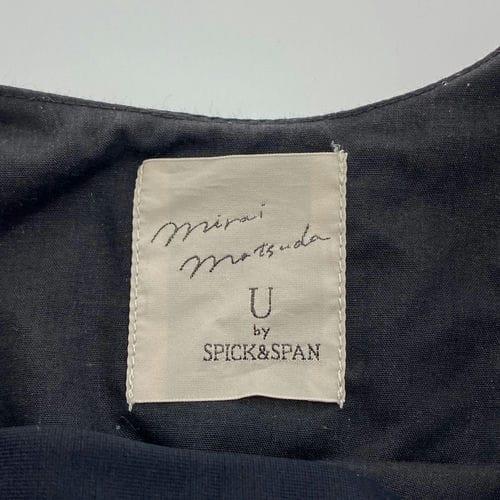 mirai
matsuda
U
by
SPICK&SPAN